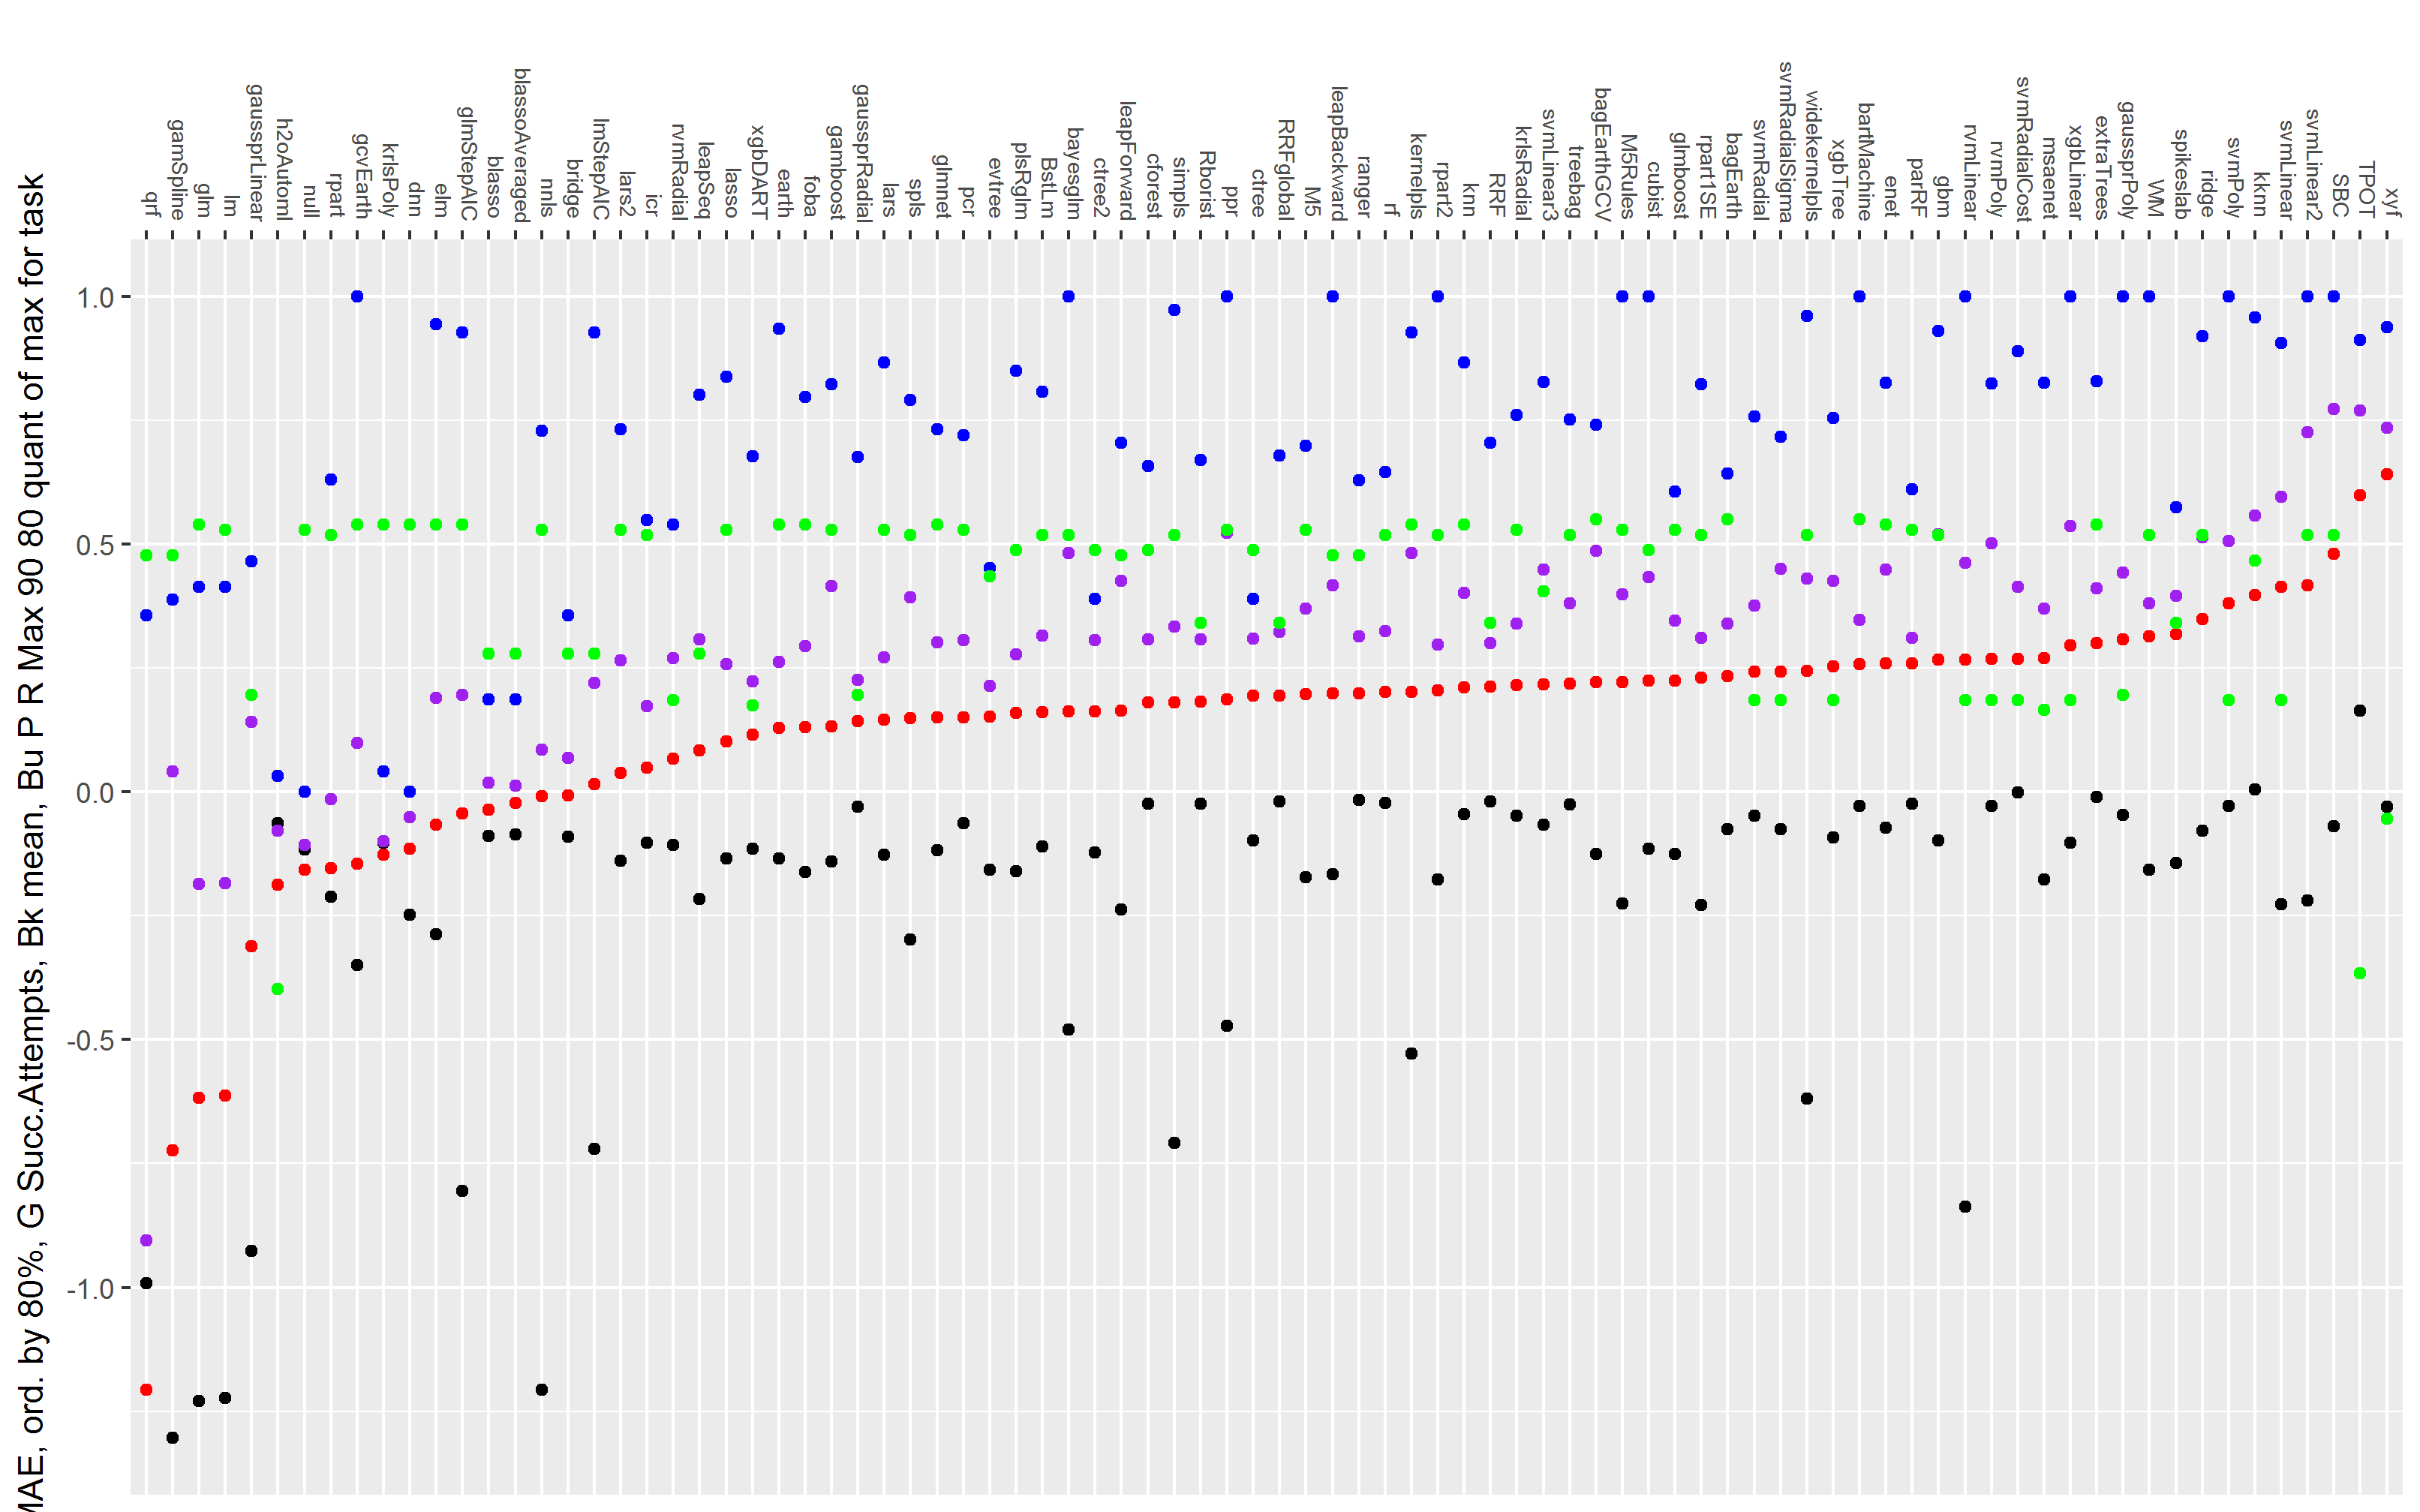 qrf
gamSpline
glm
lm
gaussprLinear
h2oAutoml
null
rpart
gcvEarth
krlsPoly
dnn
elm
glmStepAIC
blasso
blassoAveraged
nnls
bridge
lmStepAIC
lars2
icr
rvmRadial
leapSeq
lasso
xgbDART
earth
foba
gamboost
gaussprRadial
lars
spls
glmnet
pcr
evtree
plsRglm
BstLm
bayesglm
ctree2
leapForward
cforest
simpls
Rborist
ppr
ctree
RRFglobal
M5
leapBackward
ranger
rf
kernelpls
rpart2
knn
RRF
krlsRadial
svmLinear3
treebag
bagEarthGCV
M5Rules
cubist
glmboost
rpart1SE
bagEarth
svmRadial
svmRadialSigma
widekernelpls
xgbTree
bartMachine
enet
parRF
gbm
rvmLinear
rvmPoly
svmRadialCost
msaenet
xgbLinear
extraTrees
gaussprPoly
WM
spikeslab
ridge
svmPoly
kknn
svmLinear
svmLinear2
SBC
TPOT
xyf
MAE, ord. by 80%, G Succ.Attempts, Bk mean, Bu P R Max 90 80 quant of max for task
1.0
0.5
0.0
-0.5
-1.0